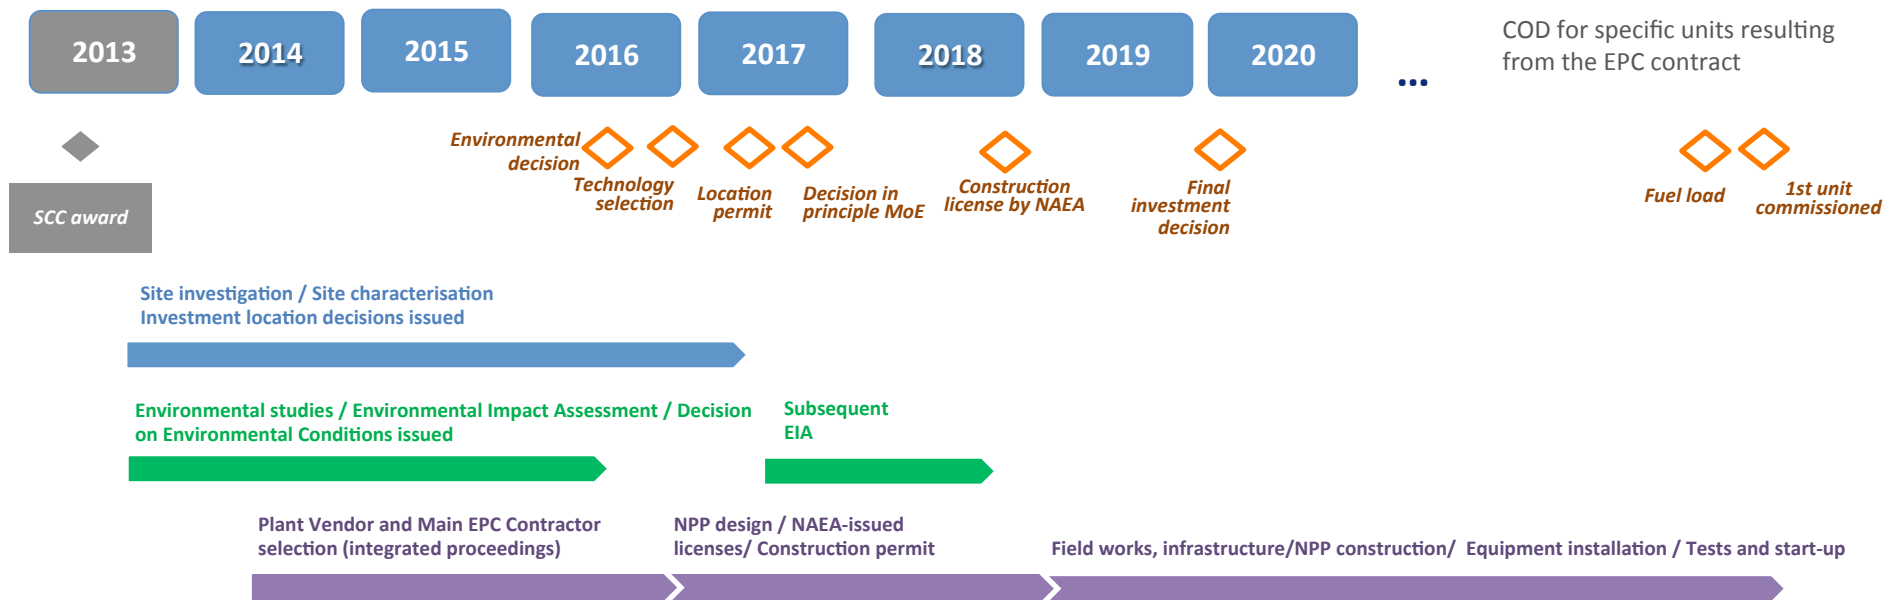 2013
2014
2015
2016
2017
2018
2019
2020
...
COD for specific units resulting
from the EPC contract
SCC award
Environmental
decision
Technology
selection
Location
permit
Decision in
principle MoE
Construction
license by NAEA
Final
investment
decision
Fuel load
1st unit
commissioned
Site investigation / Site characterisation
Investment location decisions issued
Environmental studies / Environmental Impact Assessment / Decision
on Environmental Conditions issued
Subsequent
EIA
Plant Vendor and Main EPC Contractor
selection (integrated proceedings)
NPP design / NAEA-issued
licenses/ Construction permit
Field works, infrastructure/NPP construction/ Equipment installation / Tests and start-up